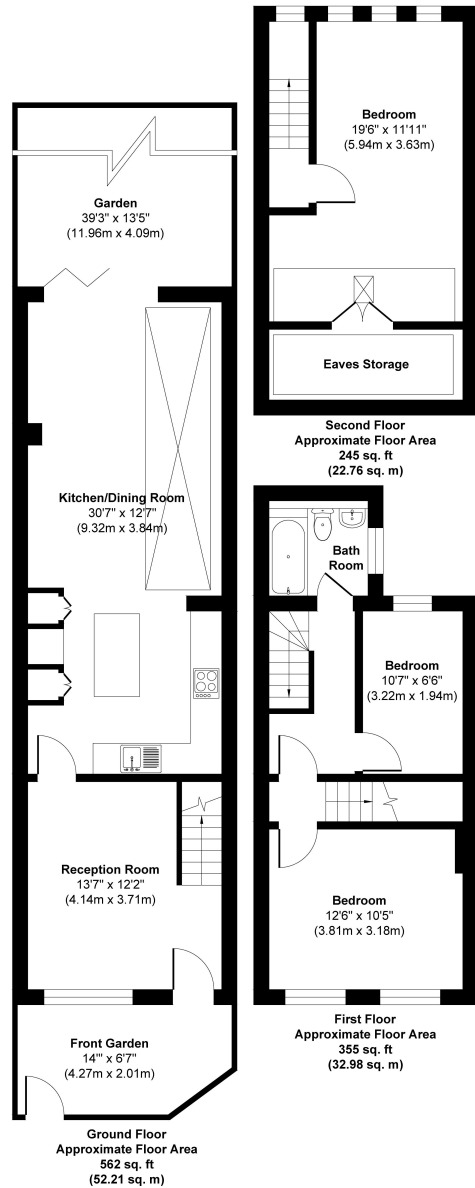 Garden
39'3" x 13'5"
(11.96m x 4.09m)
Kitchen/Dining Room
30'7" x 12'7"
(9.32m x 3.84m)
Reception Room
13'7" x 12'2"
(4.14m x 3.71m)
Front Garden
14'" x 6'7"
(4.27m x 2.01m)
Ground Floor
Approximate Floor Area
562 sq. ft
(52.21 sq. m)
Bedroom
19'6" x 11'11"
(5.94m x 3.63m)
Eaves Storage
Second Floor
Approximate Floor Area
245 sq. ft
(22.76 sq. m)
Bath
Room
Bedroom
10'7" x 6'6"
(3.22m x 1.94m)
Bedroom
12'6" x 10'5"
(3.81m x 3.18m)
First Floor
Approximate Floor Area
355 sq. ft
(32.98 sq. m)